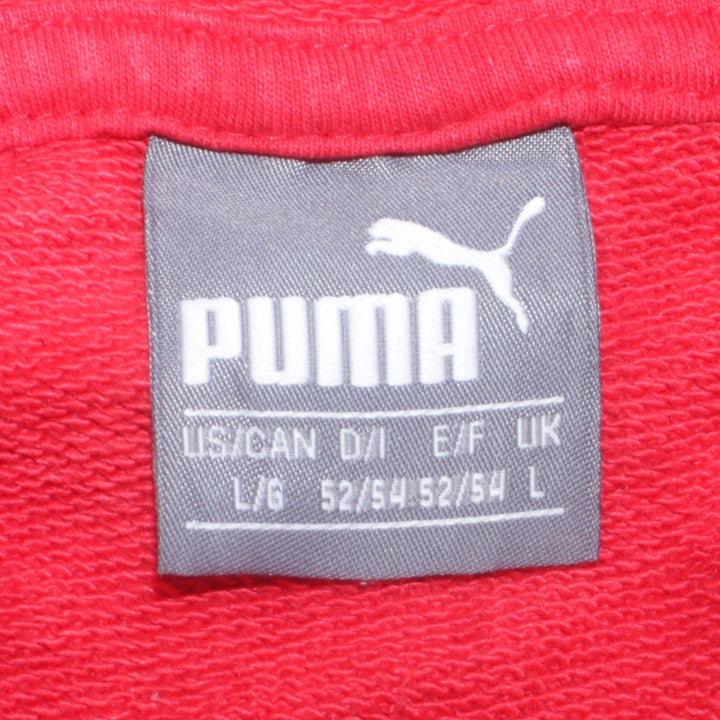 PUMA
US/CAN D/I E/F UK
L/G 52/54 52/54 L